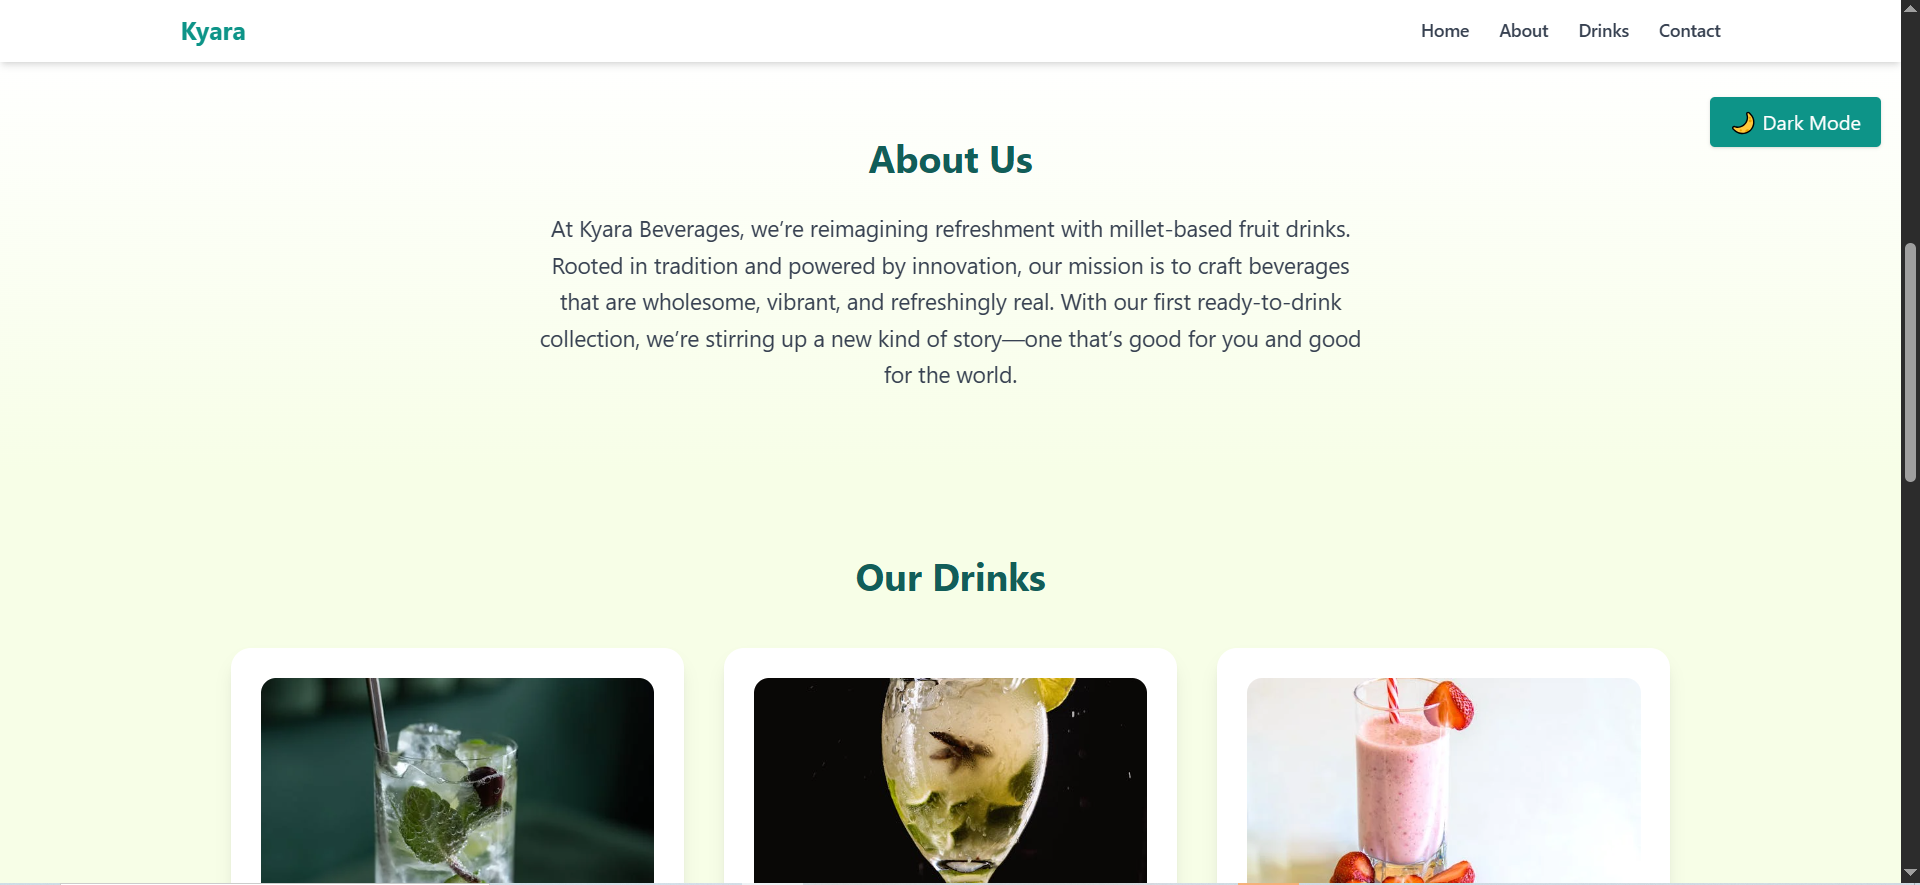 Kyara
Home About Drinks Contact
🌙 Dark Mode
About Us
At Kyara Beverages, we’re reimagining refreshment with millet-based fruit drinks.
Rooted in tradition and powered by innovation, our mission is to craft beverages
that are wholesome, vibrant, and refreshingly real. With our first ready-to-drink
collection, we’re stirring up a new kind of story—one that’s good for you and good
for the world.
Our Drinks